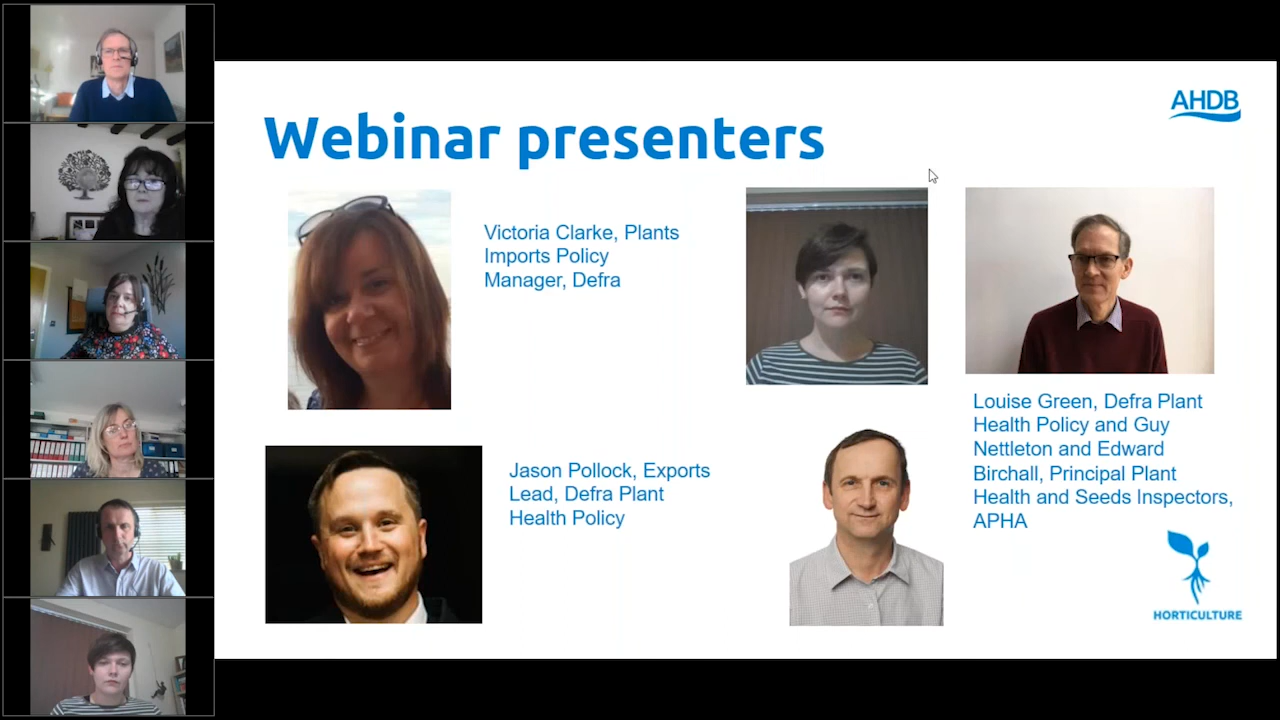 AHDB
Webinar presenters
Victoria Clarke, Plants
Imports Policy
Manager, Defra
Louise Green, Defra Plant
Health Policy and Guy
Nettleton and Edward
Birchall, Principal Plant
Health and Seeds Inspectors,
APHA
Jason Pollock, Exports
Lead, Defra Plant
Health Policy
HORTICULTURE